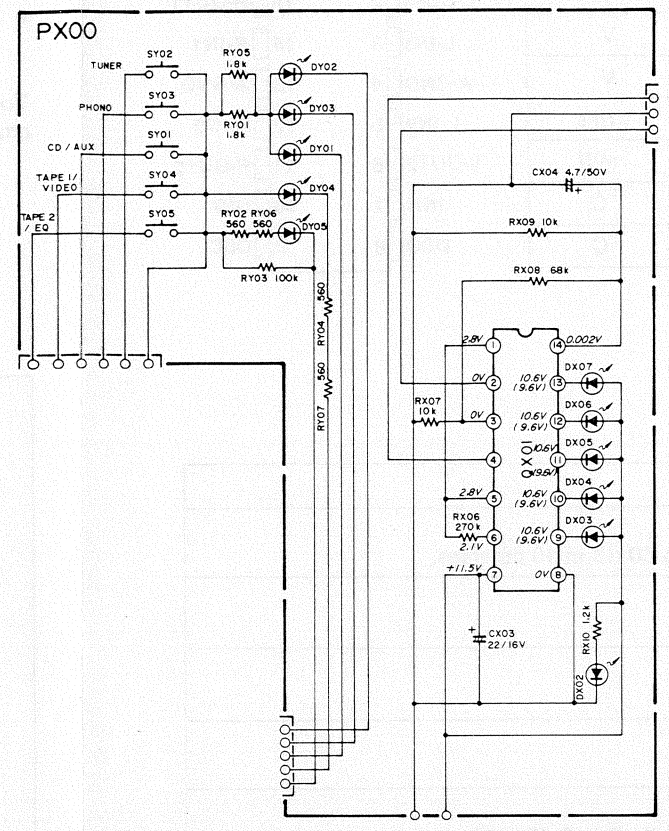 PX00
TUNER
SY02
RY05
1.8k
DY02
PHONO
SY03
RY01
1.8k
DY03
CD / AUX
SY01
DY01
TAPE 1/
VIDEO
SY04
DY04
TAPE 2
/ EQ
SY05
RY02 RY06
560 560
DY05
RY03 100k
560
RY04
560
RY07
CX04 4.7/50V
+
RX09 10k
RX08 68k
2.8V
1
14
0.002V
0V
2
10.6V
(9.6V)
13
DX07
RX07
10k
0V
3
10.6V
(9.6V)
12
DX06
QX01
4
10.6V
(9.6V)
11
DX05
2.8V
5
10.6V
(9.6V)
10
DX04
RX06
270k
2.1V
6
10.6V
(9.6V)
9
DX03
+11.5V
7
0V
8
+
CX03
22/16V
RX10 1.2k
DX02